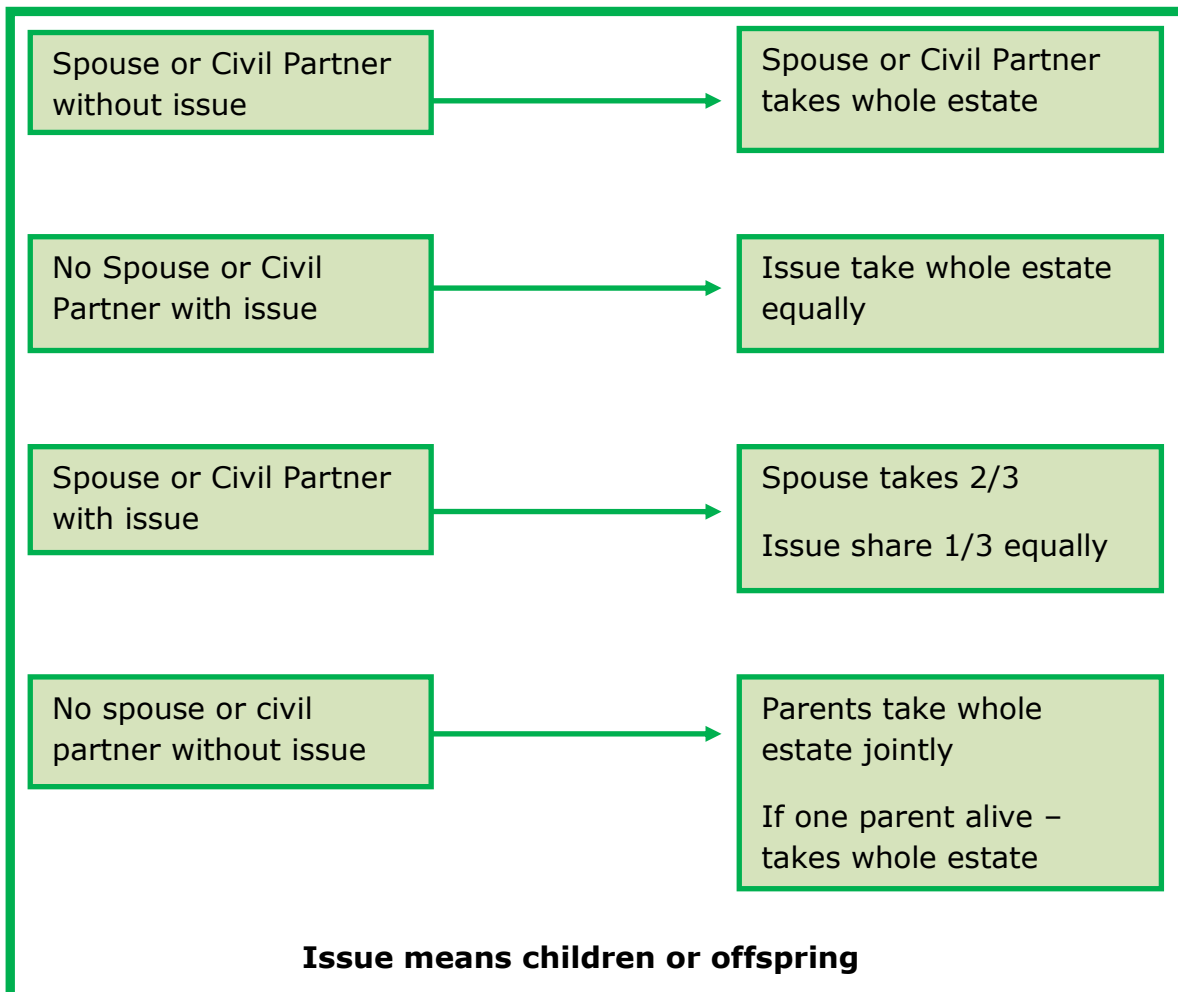 Spouse or Civil Partner
without issue
Spouse or Civil Partner
takes whole estate
No Spouse or Civil
Partner with issue
Issue take whole estate
equally
Spouse or Civil Partner
with issue
Spouse takes 2/3
Issue share 1/3 equally
No spouse or civil
partner without issue
Parents take whole
estate jointly
If one parent alive –
takes whole estate
Issue means children or offspring